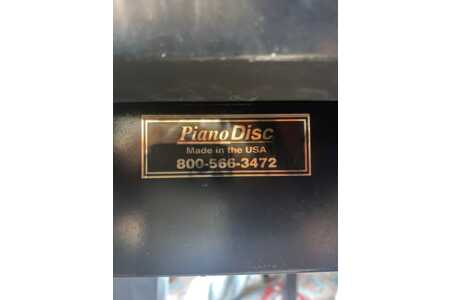 PianoDisc
Made in the USA
800-566-3472